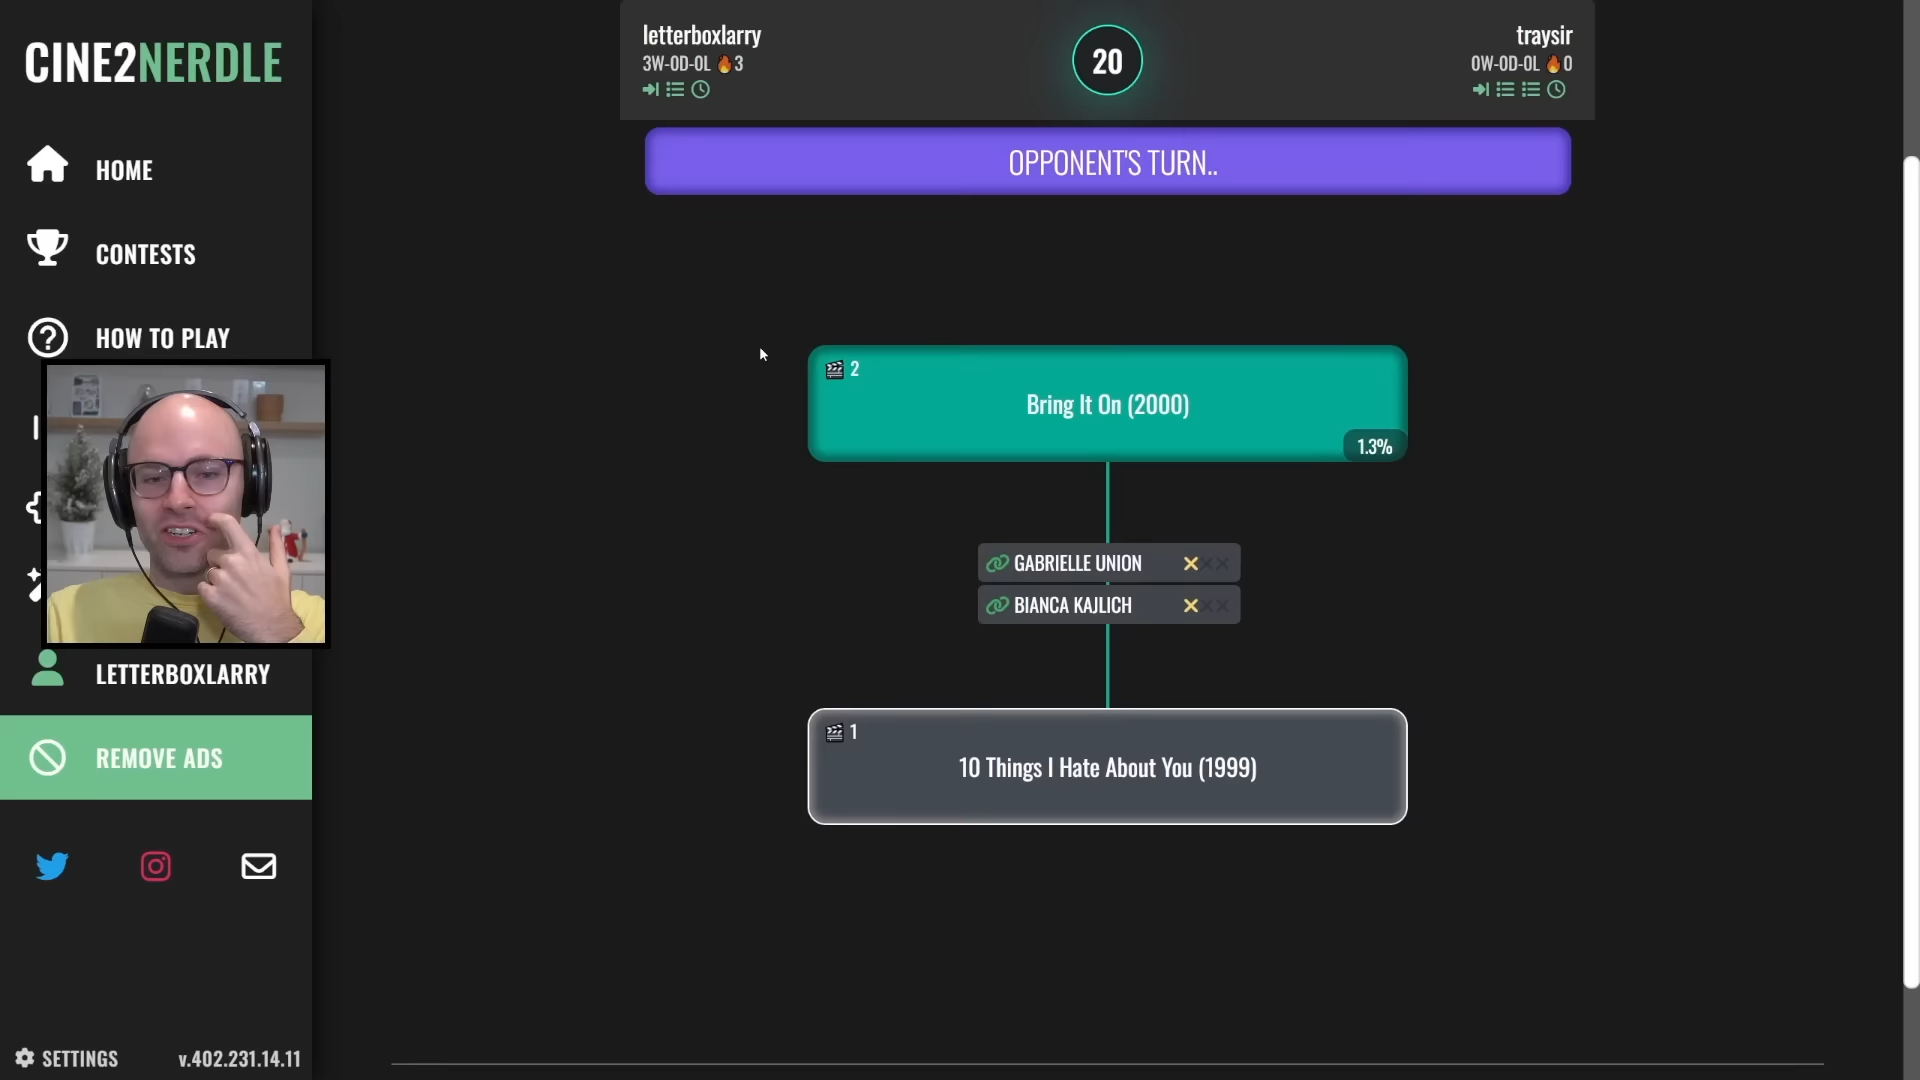 CINE2NERDLE
HOME
CONTESTS
HOW TO PLAY
LETTERBOXLARRY
REMOVE ADS
SETTINGS
v.402.231.14.11
letterboxlarry
3W-0D-0L 🔥3
20
traysir
0W-0D-0L 🔥0
OPPONENT'S TURN..
2
Bring It On (2000)
1.3%
GABRIELLE UNION
BIANCA KAJLICH
1
10 Things I Hate About You (1999)